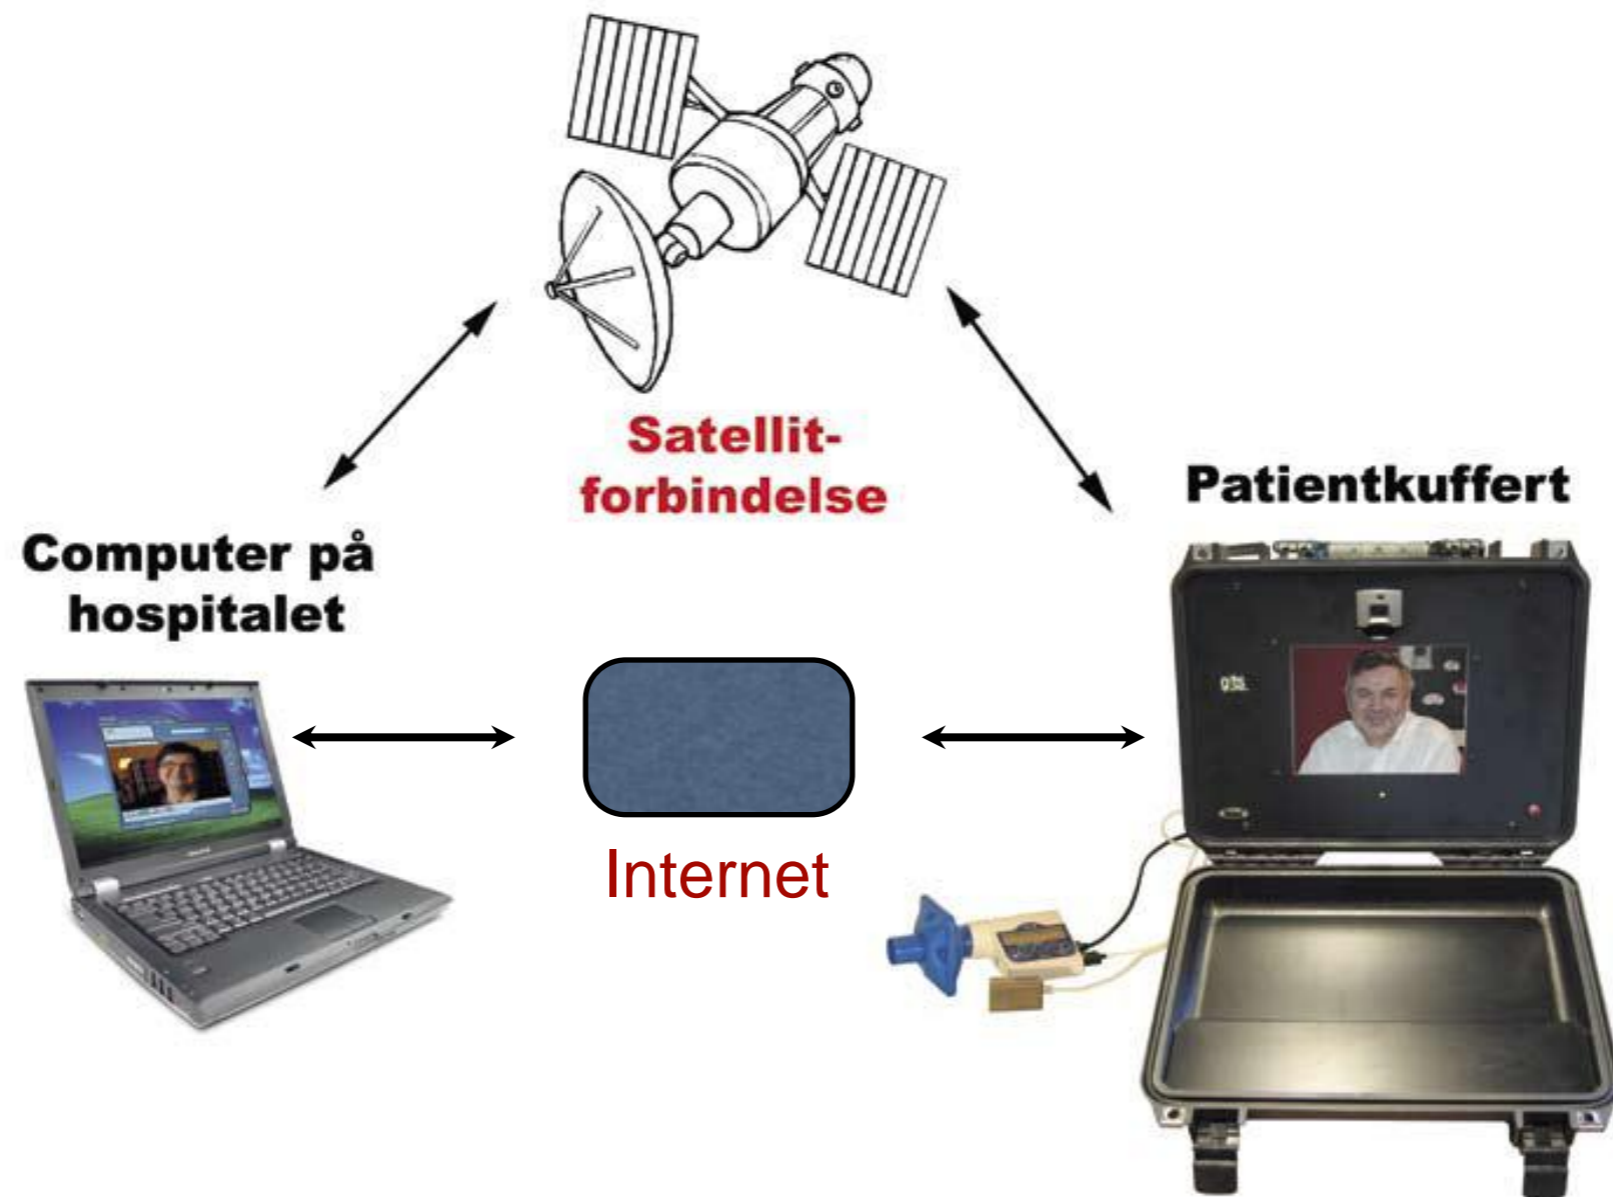 Satellit-
forbindelse
Patientkuffert
Computer på
hospitalet
Internet